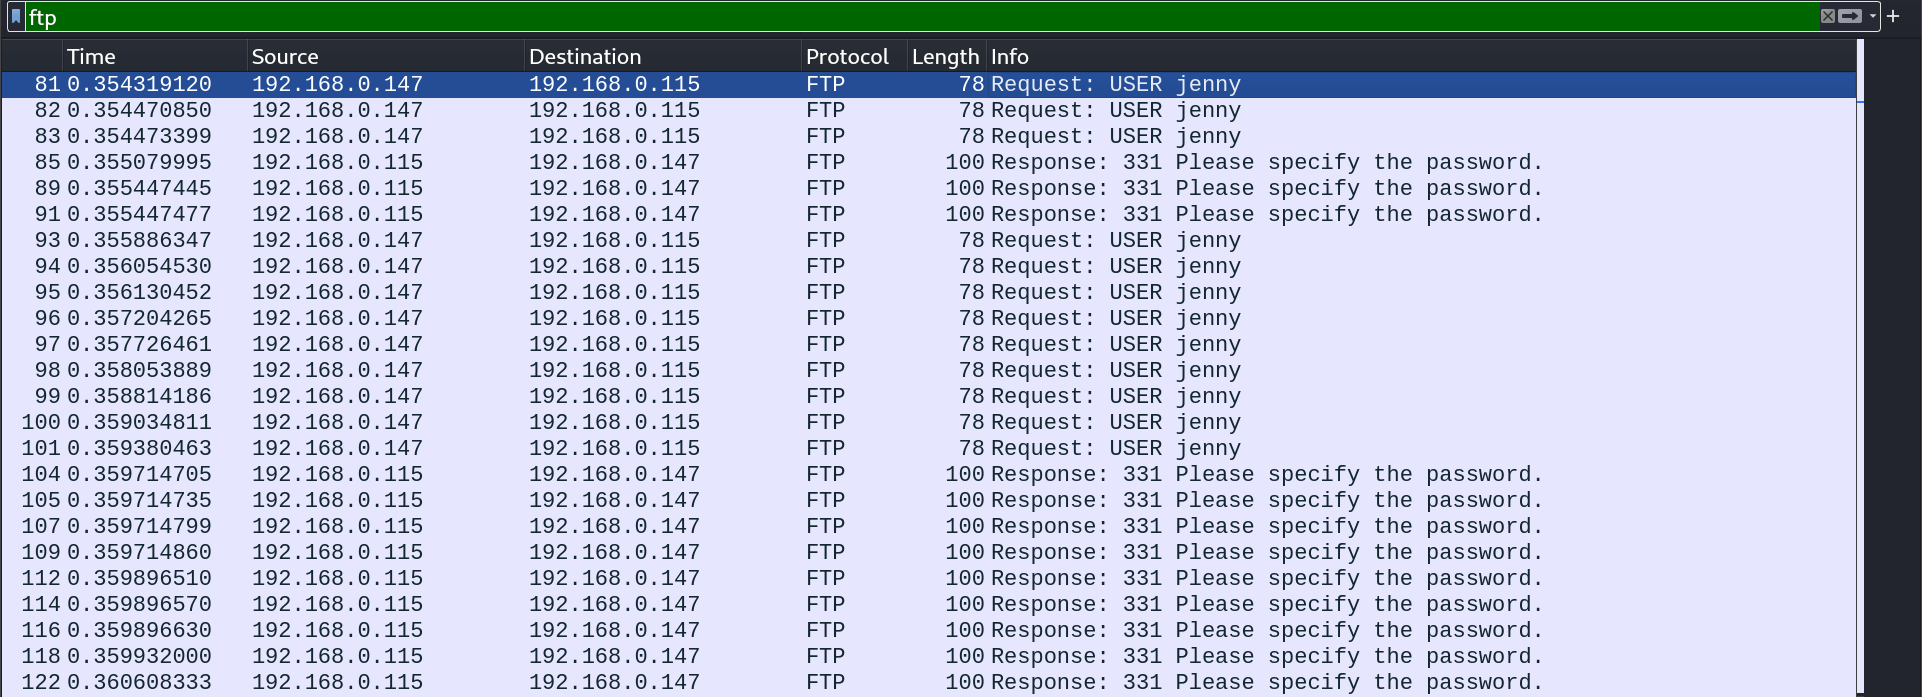 ftp
Time Source Destination Protocol Length Info
81 0.354319120 192.168.0.147 192.168.0.115 FTP 78 Request: USER jenny
82 0.354470850 192.168.0.147 192.168.0.115 FTP 78 Request: USER jenny
83 0.354473399 192.168.0.147 192.168.0.115 FTP 78 Request: USER jenny
85 0.355079995 192.168.0.115 192.168.0.147 FTP 100 Response: 331 Please specify the password.
89 0.355447445 192.168.0.115 192.168.0.147 FTP 100 Response: 331 Please specify the password.
91 0.355447477 192.168.0.115 192.168.0.147 FTP 100 Response: 331 Please specify the password.
93 0.355886347 192.168.0.147 192.168.0.115 FTP 78 Request: USER jenny
94 0.356054530 192.168.0.147 192.168.0.115 FTP 78 Request: USER jenny
95 0.356130452 192.168.0.147 192.168.0.115 FTP 78 Request: USER jenny
96 0.357204265 192.168.0.147 192.168.0.115 FTP 78 Request: USER jenny
97 0.357726461 192.168.0.147 192.168.0.115 FTP 78 Request: USER jenny
98 0.358053889 192.168.0.147 192.168.0.115 FTP 78 Request: USER jenny
99 0.358814186 192.168.0.147 192.168.0.115 FTP 78 Request: USER jenny
100 0.359034811 192.168.0.147 192.168.0.115 FTP 78 Request: USER jenny
101 0.359380463 192.168.0.147 192.168.0.115 FTP 78 Request: USER jenny
104 0.359714705 192.168.0.115 192.168.0.147 FTP 100 Response: 331 Please specify the password.
105 0.359714735 192.168.0.115 192.168.0.147 FTP 100 Response: 331 Please specify the password.
107 0.359714799 192.168.0.115 192.168.0.147 FTP 100 Response: 331 Please specify the password.
109 0.359714860 192.168.0.115 192.168.0.147 FTP 100 Response: 331 Please specify the password.
112 0.359896510 192.168.0.115 192.168.0.147 FTP 100 Response: 331 Please specify the password.
114 0.359896570 192.168.0.115 192.168.0.147 FTP 100 Response: 331 Please specify the password.
116 0.359896630 192.168.0.115 192.168.0.147 FTP 100 Response: 331 Please specify the password.
118 0.359932000 192.168.0.115 192.168.0.147 FTP 100 Response: 331 Please specify the password.
122 0.360608333 192.168.0.115 192.168.0.147 FTP 100 Response: 331 Please specify the password.